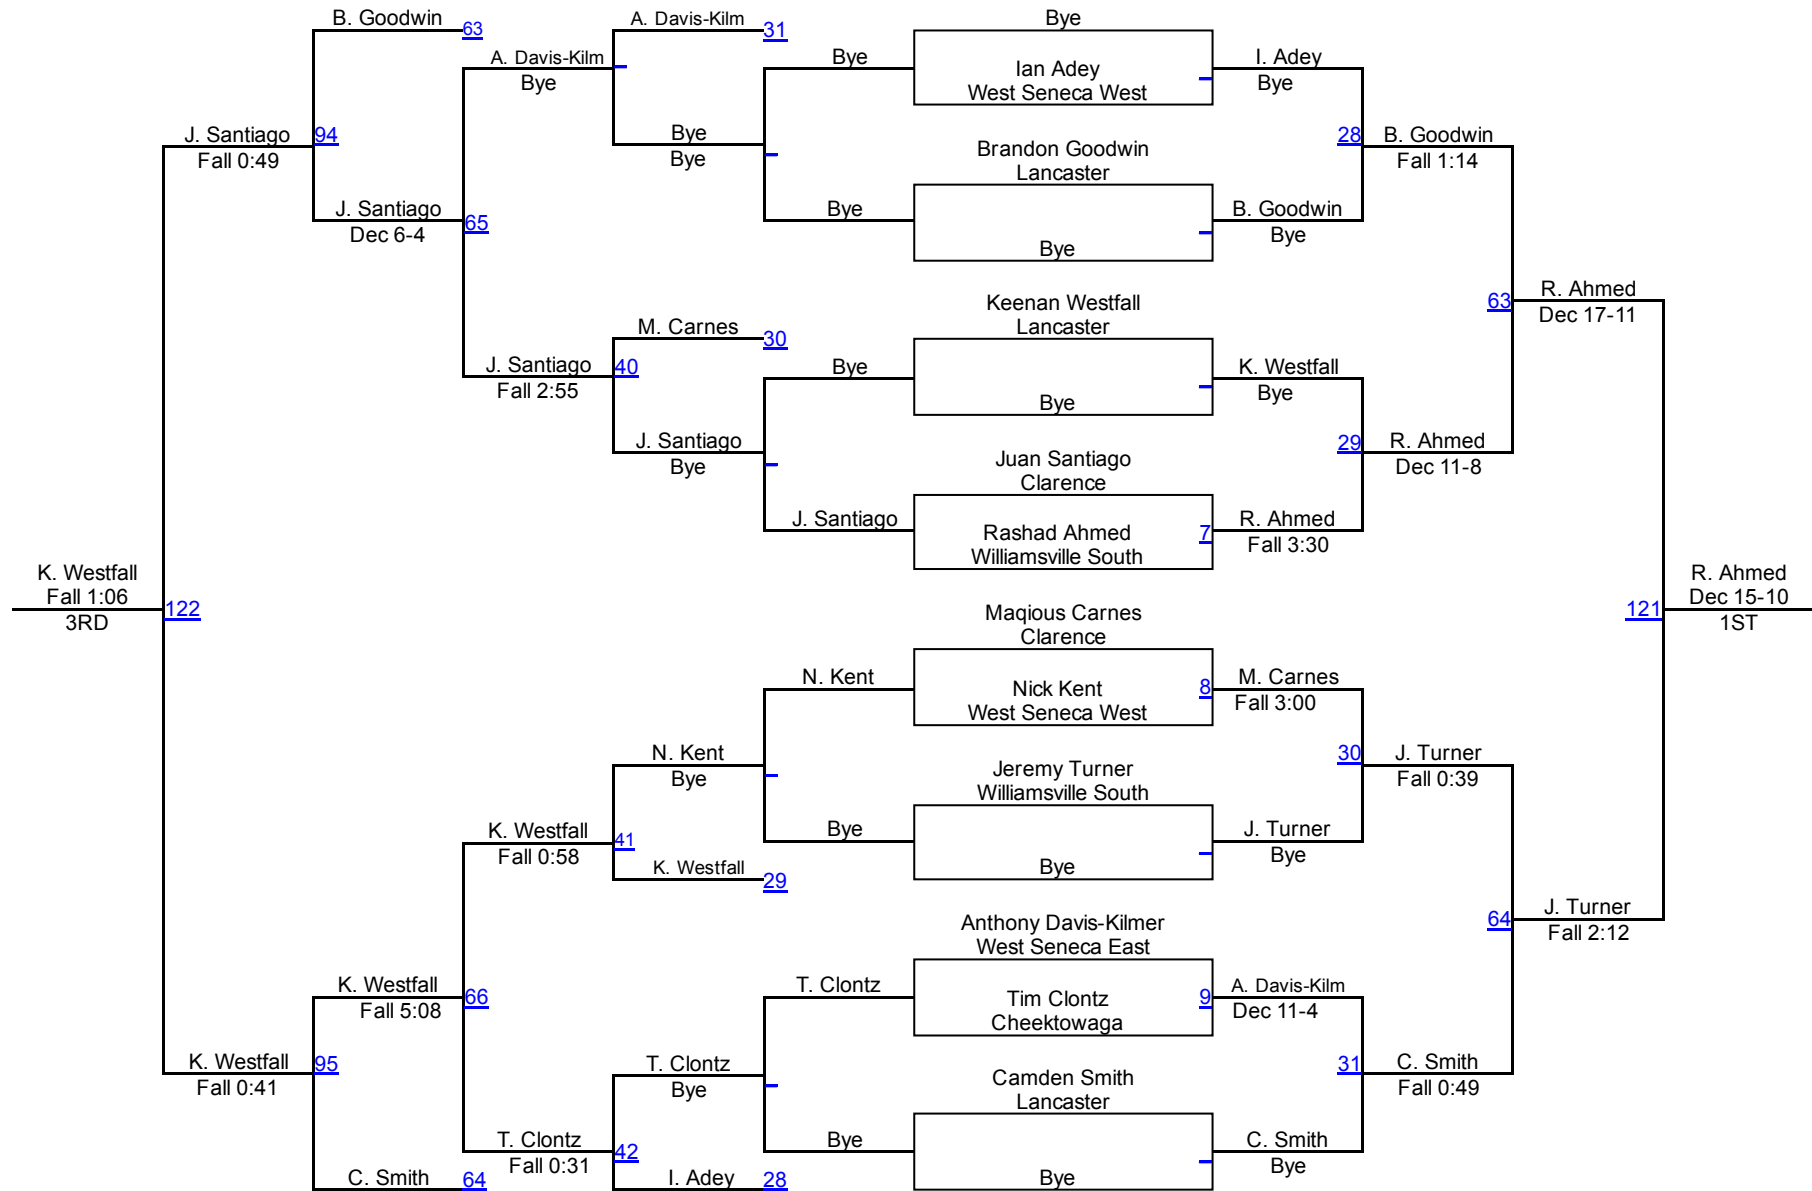 B. Goodwin
63
A. Davis-Kilm
31
Bye
A. Davis-Kilm
Bye
Bye
Ian Adey
West Seneca West
I. Adey
Bye
J. Santiago
Fall 0:49
94
Bye
Bye
Brandon Goodwin
Lancaster
28
B. Goodwin
Fall 1:14
J. Santiago
Dec 6-4
65
Bye
Bye
B. Goodwin
Bye
Keenan Westfall
Lancaster
63
R. Ahmed
Dec 17-11
M. Carnes
30
J. Santiago
Fall 2:55
40
Bye
Bye
K. Westfall
Bye
J. Santiago
Bye
Juan Santiago
Clarence
29
R. Ahmed
Dec 11-8
J. Santiago
Rashad Ahmed
Williamsville South
7
R. Ahmed
Fall 3:30
K. Westfall
Fall 1:06
3RD
122
Maqious Carnes
Clarence
121
R. Ahmed
Dec 15-10
1ST
N. Kent
Nick Kent
West Seneca West
8
M. Carnes
Fall 3:00
N. Kent
Bye
Jeremy Turner
Williamsville South
30
J. Turner
Fall 0:39
K. Westfall
Fall 0:58
41
Bye
Bye
J. Turner
Bye
K. Westfall
29
Anthony Davis-Kilmer
West Seneca East
64
J. Turner
Fall 2:12
K. Westfall
Fall 5:08
66
T. Clontz
Tim Clontz
Cheektowaga
9
A. Davis-Kilm
Dec 11-4
K. Westfall
Fall 0:41
95
T. Clontz
Bye
Camden Smith
Lancaster
31
C. Smith
Fall 0:49
T. Clontz
Fall 0:31
42
Bye
Bye
C. Smith
Bye
C. Smith
64
I. Adey
28